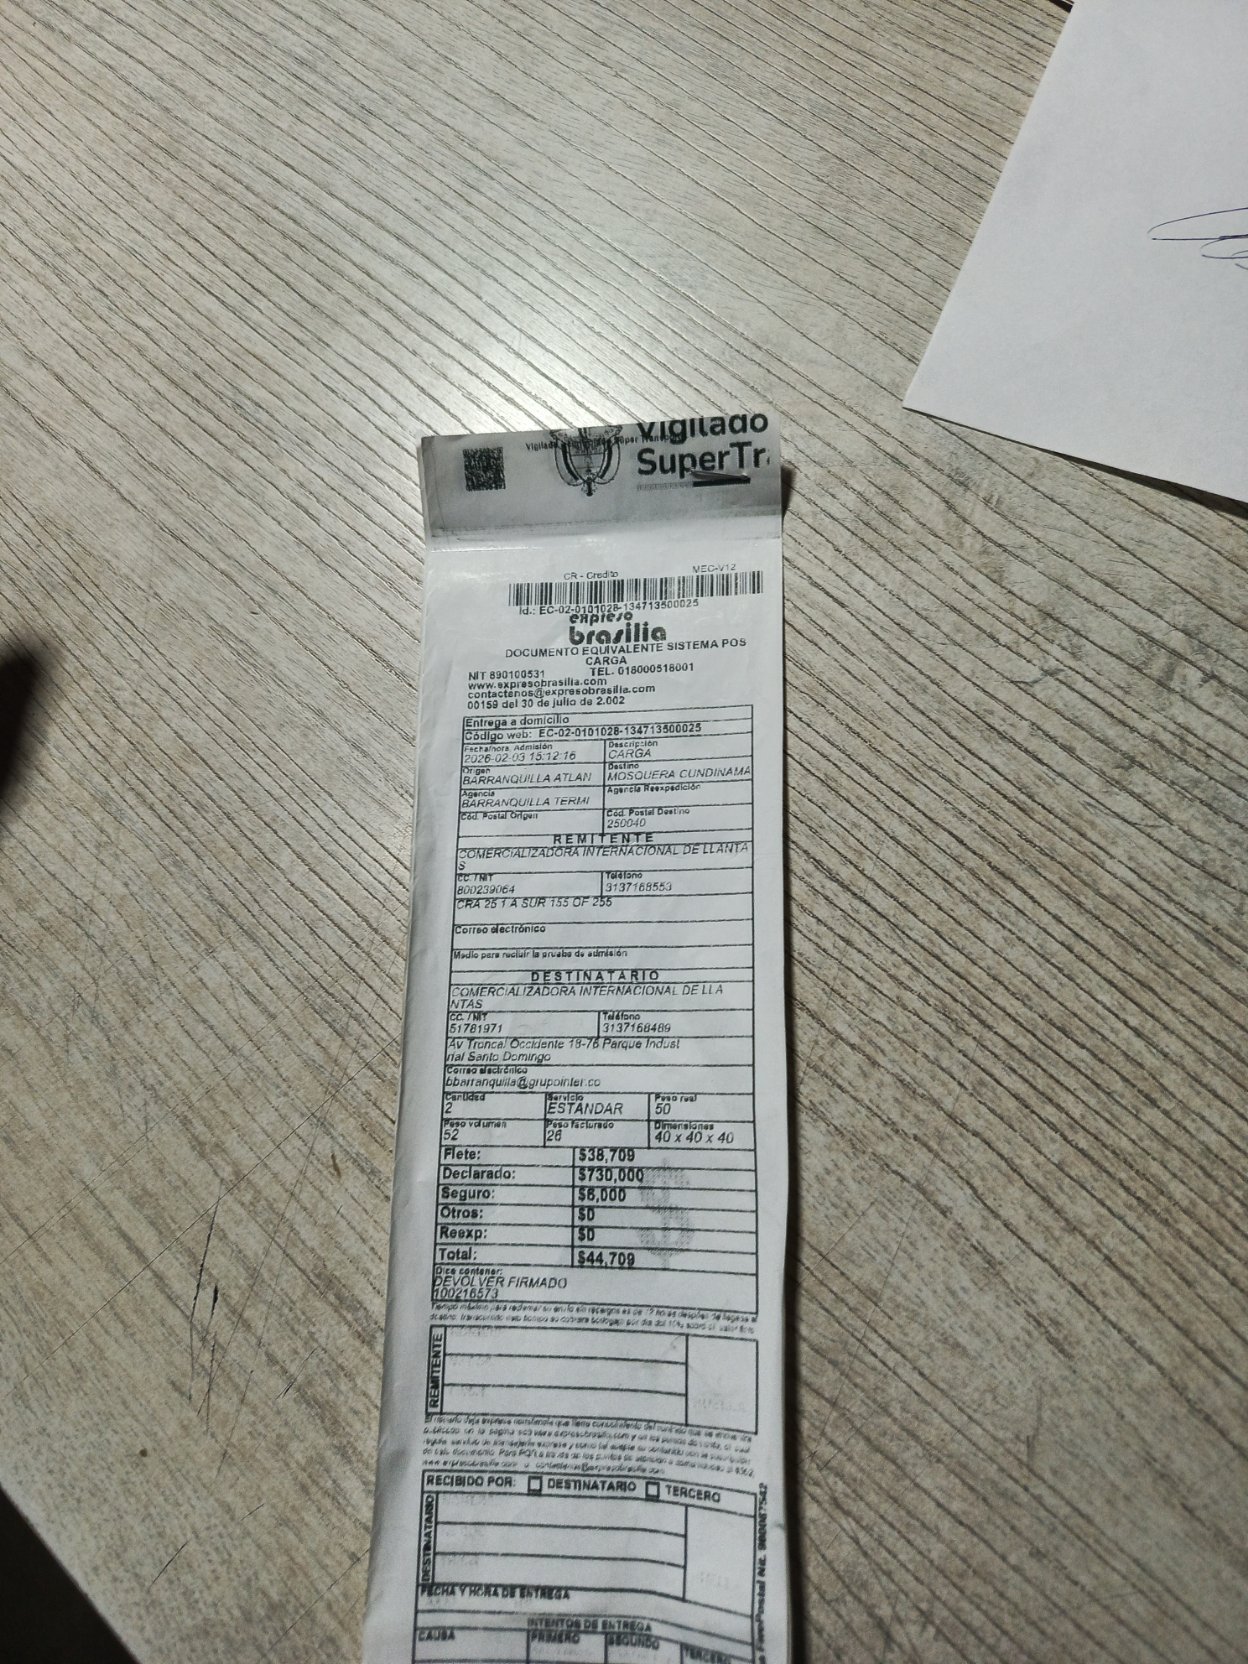 Vigilado
SuperTr
CR - Credito MEC-V12
Id.: EC-02-0101028-134713500025
expreso
brasilia
DOCUMENTO EQUIVALENTE SISTEMA POS
CARGA
NIT 890100531 TEL. 018000518001
www.expresobrasilia.com
contactenos@expresobrasilia.com
00159 del 30 de julio de 2.002
Entrega a domicilio
Código web: EC-02-0101028-134713500025
Fecha/hora Admisión Descripción
2026-02-03 15:12:16 CARGA
Origen Destino
BARRANQUILLA ATLAN MOSQUERA CUNDINAMA
Agencia Agencia Reexpedición
BARRANQUILLA TERMI
Cód. Postal Origen Cód. Postal Destino
250040
REMITENTE
COMERCIALIZADORA INTERNACIONAL DE LLANTA
S
CC. / NIT Teléfono
800239064 3137168553
CRA 25 1 A SUR 155 OF 255
Correo electrónico
Medio para recibir la prueba de admisión
DESTINATARIO
COMERCIALIZADORA INTERNACIONAL DE LLA
NTAS
CC. / NIT Teléfono
51781971 3137168489
Av Troncal Occidente 18-76 Parque Indust
rial Santo Domingo
Correo electrónico
bbarranquilla@grupointer.co
Cantidad Servicio Peso real
2 ESTANDAR 50
Peso volumen Peso facturado Dimensiones
52 26 40 x 40 x 40
Flete: $38,709
Declarado: $730,000
Seguro: $6,000
Otros: $0
Reexp: $0
Total: $44,709
Dice contener:
DEVOLVER FIRMADO
100216573
REMITENTE
RECIBIDO POR: DESTINATARIO TERCERO
DESTINATARIO
FECHA Y HORA DE ENTREGA
INTENTOS DE ENTREGA
CAUSA PRIMERO SEGUNDO TERCERO